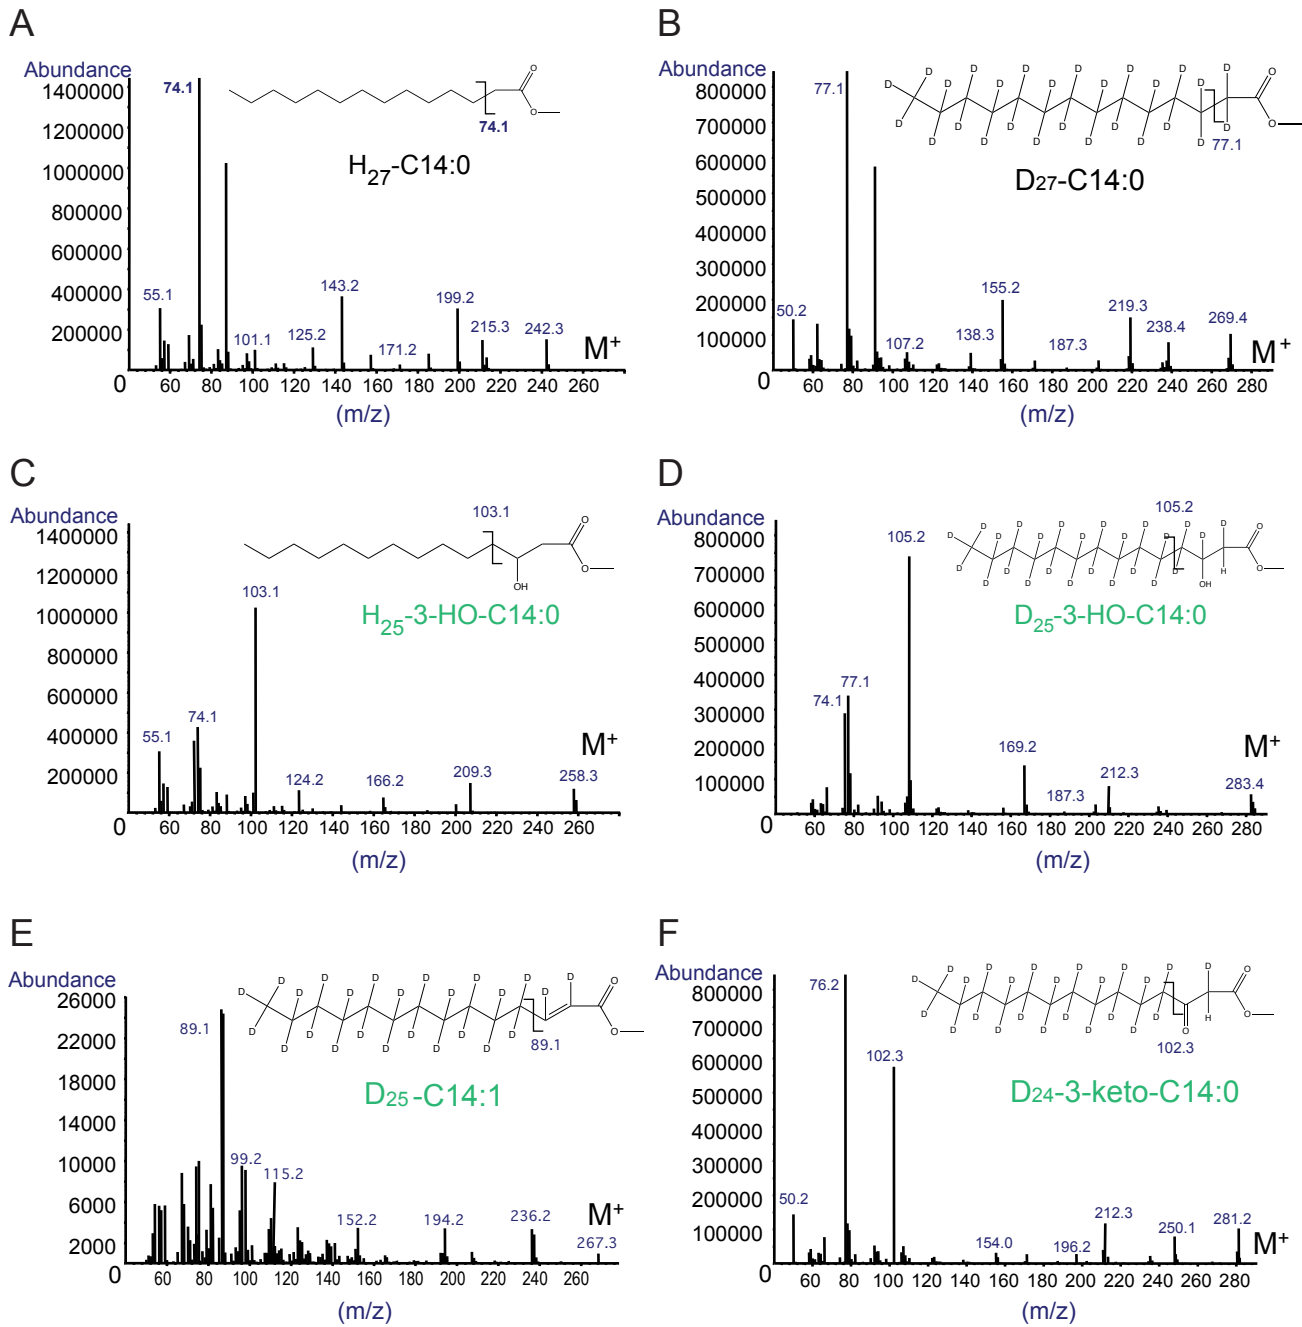 A
Abundance
1400000
1200000
1000000
800000
600000
400000
200000
0
60 80 100 120 140 160 180 200 220 240 260
(m/z)
55.1
74.1
101.1
125.2
143.2
171.2
199.2
215.3
242.3
M+
O
O
74.1
H27-C14:0
B
Abundance
800000
700000
600000
500000
400000
300000
200000
100000
0
60 80 100 120 140 160 180 200 220 240 260 280
(m/z)
50.2
77.1
107.2
138.3
155.2
187.3
219.3
238.4
269.4
M+
D D D D D D D D
D D D D D D D D
O
O
77.1
D27-C14:0
C
Abundance
1400000
1200000
1000000
800000
600000
400000
200000
0
60 80 100 120 140 160 180 200 220 240 260
(m/z)
55.1
74.1
103.1
124.2
166.2
209.3
258.3
M+
103.1
O
O
OH
H25-3-HO-C14:0
D
Abundance
800000
700000
600000
500000
400000
300000
200000
100000
0
60 80 100 120 140 160 180 200 220 240 260 280
(m/z)
74.1
77.1
105.2
169.2
187.3
212.3
283.4
M+
105.2
D D D D D D D D
D D D D D D D OH H
O
O
D25-3-HO-C14:0
E
Abundance
26000
22000
18000
14000
10000
6000
2000
0
60 80 100 120 140 160 180 200 220 240 260
(m/z)
89.1
99.2
115.2
152.2
194.2
236.2
267.3
M+
D D D D D D D D
D D D D D D D
O
O
89.1
D25-C14:1
F
Abundance
800000
700000
600000
500000
400000
300000
200000
100000
0
60 80 100 120 140 160 180 200 220 240 260 280
(m/z)
50.2
76.2
102.3
154.0
196.2
212.3
250.1
281.2
M+
D D D D D D D D
D D D D D D D O H
O
O
102.3
D24-3-keto-C14:0